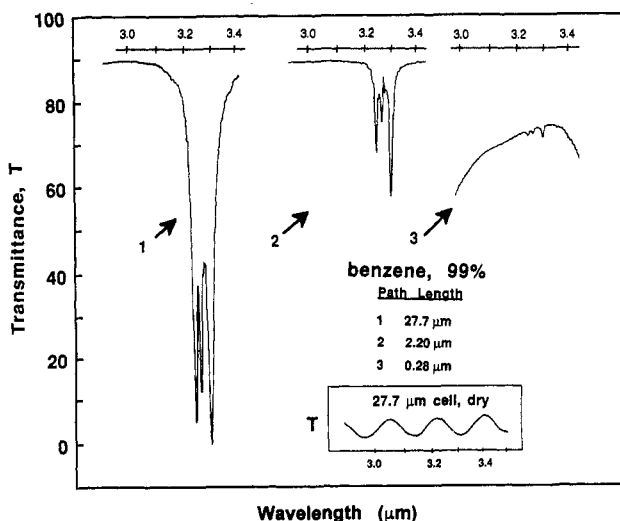 3.0 3.2 3.4
3.0 3.2 3.4
3.0 3.2 3.4
100
80
60
40
20
0
Transmittance, T
1
2
3
benzene, 99%
Path Length
1 27.7 μm
2 2.20 μm
3 0.28 μm
27.7 μm cell, dry
T
3.0 3.2 3.4
Wavelength (μm)